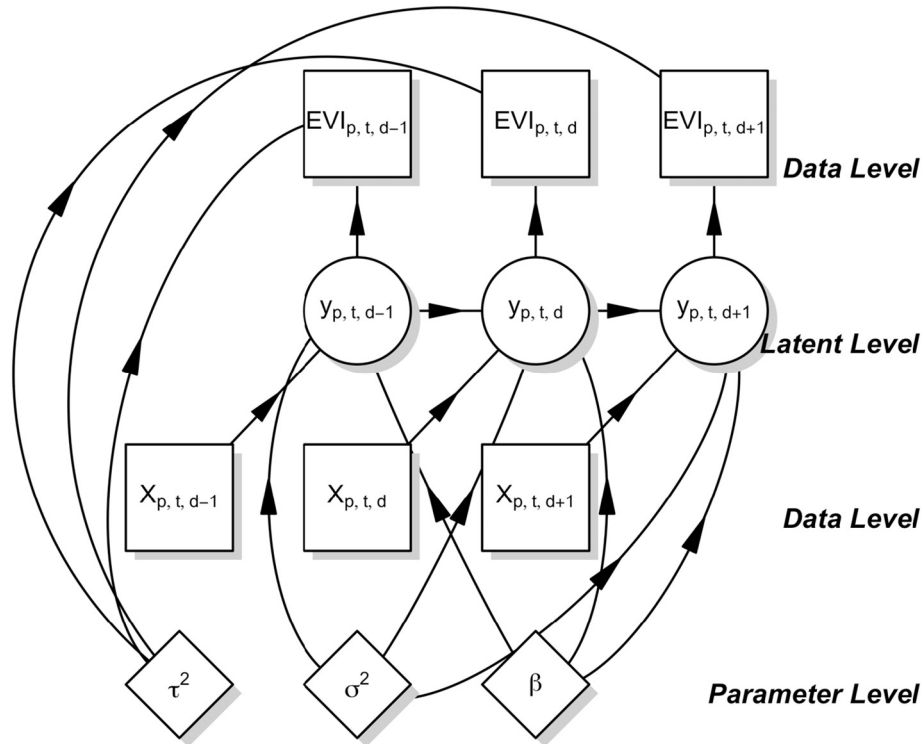 EVIp, t, d−1 EVIp, t, d EVIp, t, d+1
Data Level
yp, t, d−1 yp, t, d yp, t, d+1
Latent Level
Xp, t, d−1 Xp, t, d Xp, t, d+1
Data Level
τ² σ² β
Parameter Level